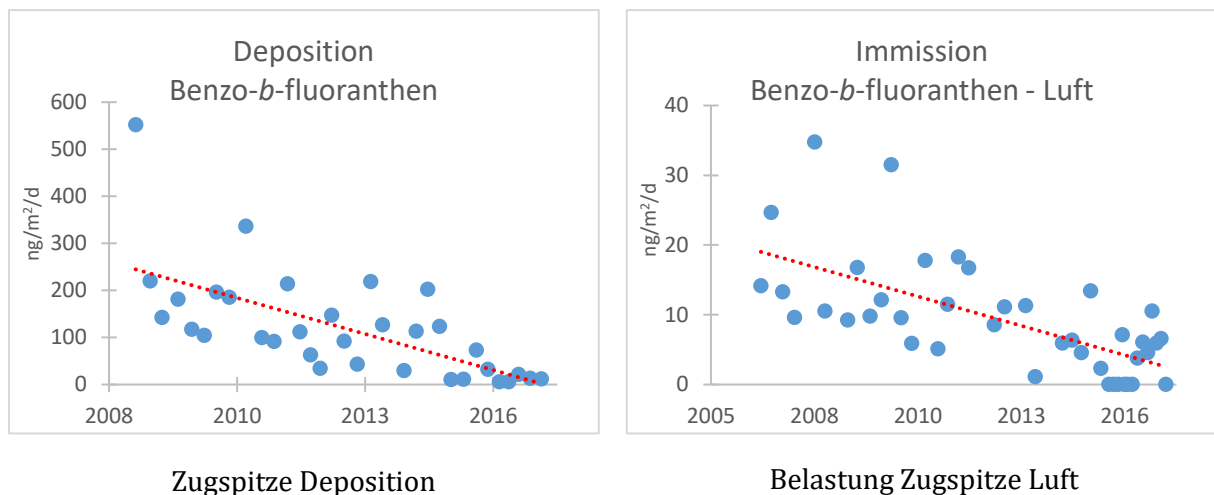 Deposition
Benzo-b-fluoranthen
600
500
400
300
200
100
0
ng/m²/d
2008
2010
2013
2016
Zugspitze Deposition
Immission
Benzo-b-fluoranthen - Luft
40
30
20
10
0
ng/m²/d
2005
2008
2010
2013
2016
Belastung Zugspitze Luft